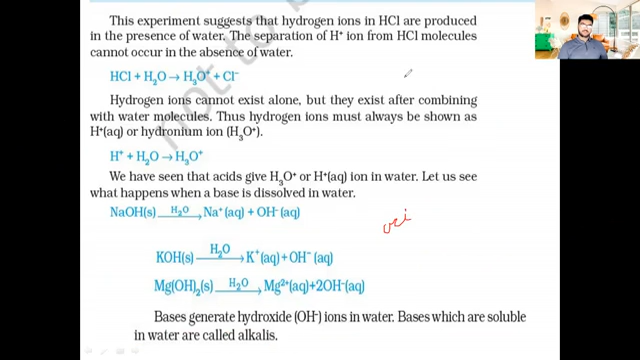 This experiment suggests that hydrogen ions in HCl are produced
in the presence of water. The separation of H⁺ ion from HCl molecules
cannot occur in the absence of water.
HCl + H₂O → H₃O⁺ + Cl⁻
Hydrogen ions cannot exist alone, but they exist after combining
with water molecules. Thus hydrogen ions must always be shown as
H⁺(aq) or hydronium ion (H₃O⁺).
H⁺ + H₂O → H₃O⁺
We have seen that acids give H₃O⁺ or H⁺(aq) ion in water. Let us see
what happens when a base is dissolved in water.
NaOH(s) —H₂O→ Na⁺(aq) + OH⁻(aq)
KOH(s) —H₂O→ K⁺(aq) + OH⁻(aq)
Mg(OH)₂(s) —H₂O→ Mg²⁺(aq)+2OH⁻(aq)
Bases generate hydroxide (OH⁻) ions in water. Bases which are soluble
in water are called alkalis.
not to b